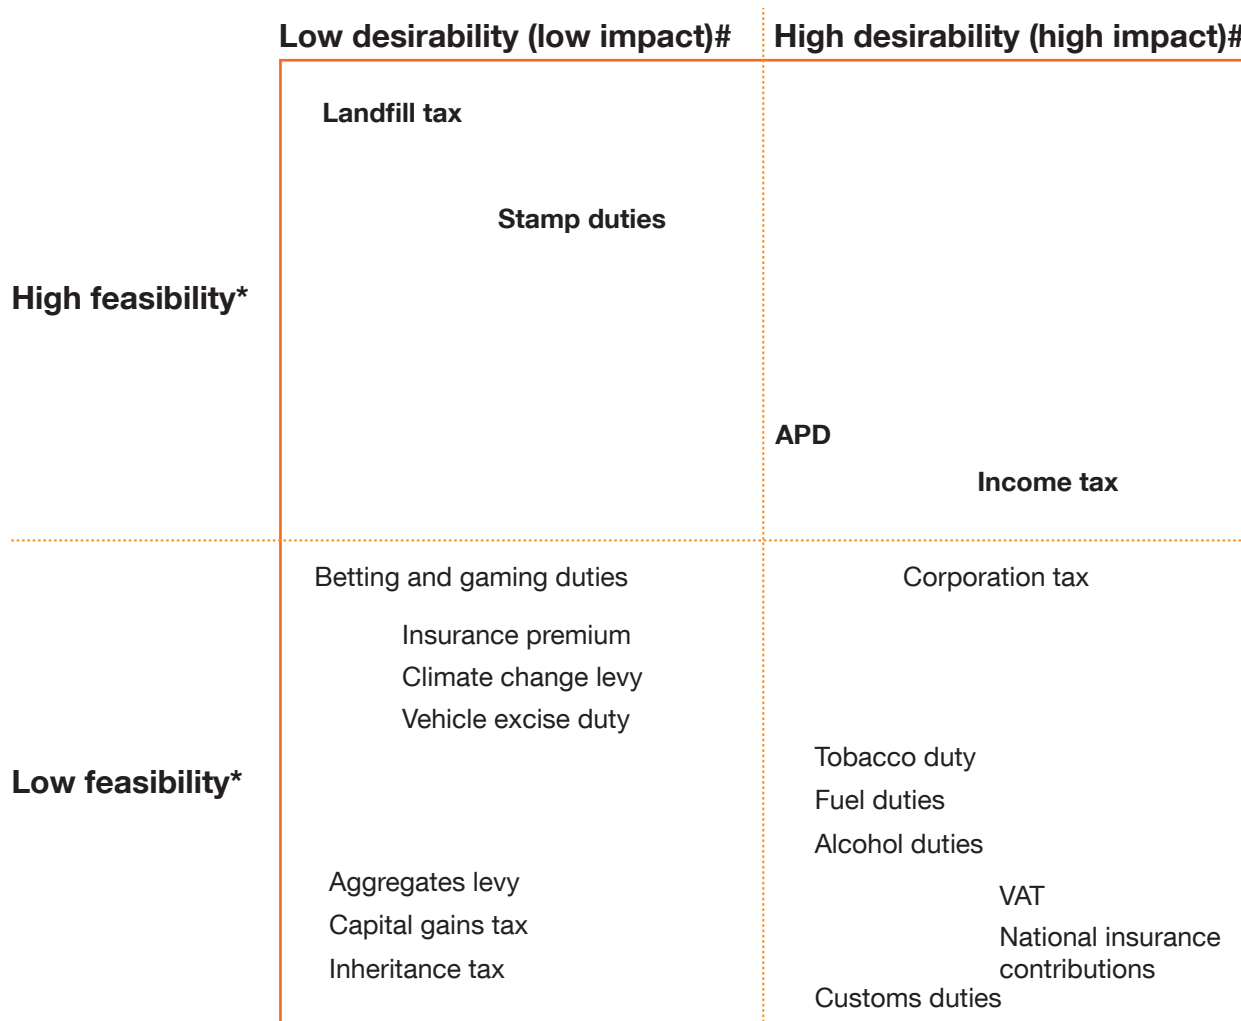 Low desirability (low impact)# High desirability (high impact)#
Landfill tax
Stamp duties
High feasibility*
APD
Income tax
Betting and gaming duties
Corporation tax
Insurance premium
Climate change levy
Vehicle excise duty
Low feasibility*
Tobacco duty
Fuel duties
Alcohol duties
Aggregates levy
Capital gains tax
Inheritance tax
VAT
National insurance
contributions
Customs duties